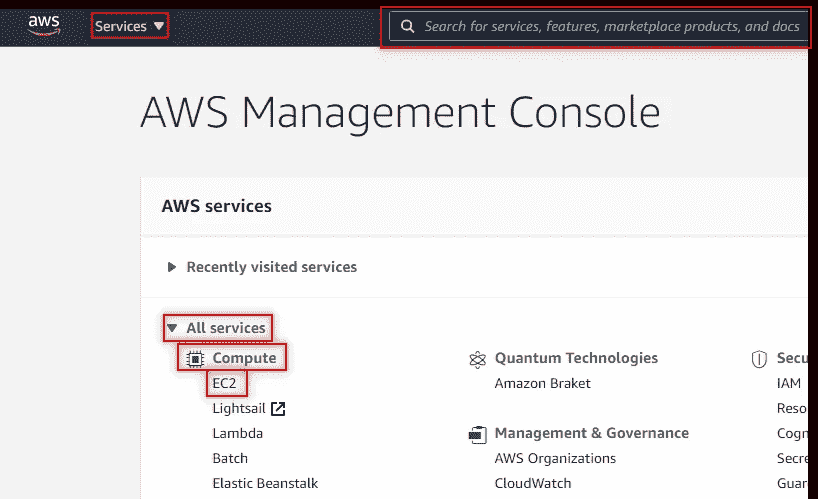 aws
Services
Search for services, features, marketplace products, and docs
AWS Management Console
AWS services
Recently visited services
All services
Compute
EC2
Lightsail
Lambda
Batch
Elastic Beanstalk
Quantum Technologies
Amazon Braket
Management & Governance
AWS Organizations
CloudWatch
Secu
IAM
Reso
Cogn
Secre
Guar